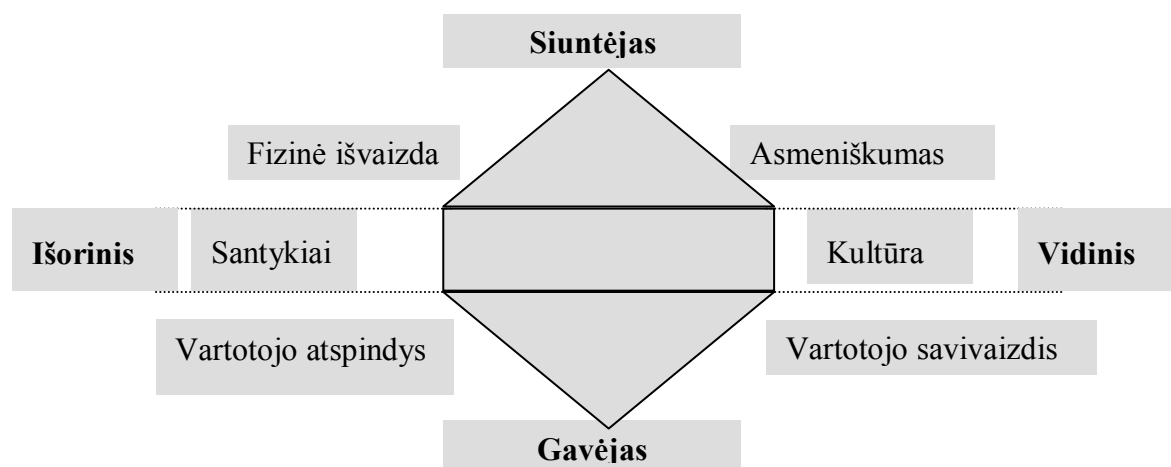 Siuntėjas
Fizinė išvaizda
Asmeniškumas
Išorinis
Santykiai
Kultūra
Vidinis
Vartotojo atspindys
Vartotojo savivaizdis
Gavėjas